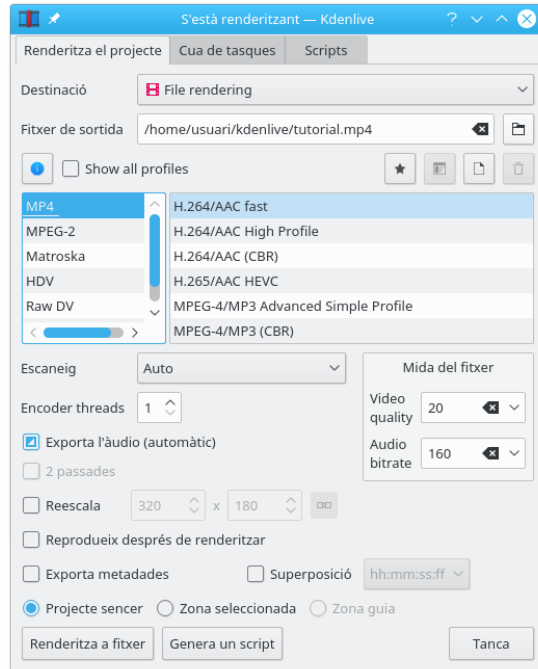 S'està renderitzant — Kdenlive
Renderitza el projecte Cua de tasques Scripts
Destinació File rendering
Fitxer de sortida /home/usuari/kdenlive/tutorial.mp4
Show all profiles
MP4 H.264/AAC fast
MPEG-2 H.264/AAC High Profile
Matroska H.264/AAC (CBR)
HDV H.265/AAC HEVC
Raw DV MPEG-4/MP3 Advanced Simple Profile
MPEG-4/MP3 (CBR)
Escaneig Auto
Mida del fitxer
Encoder threads 1
Video quality 20
Exporta l'àudio (automàtic)
Audio bitrate 160
2 passades
Reescala 320 x 180
Reprodueix després de renderitzar
Exporta metadades Superposició hh:mm:ss:ff
Projecte sencer Zona seleccionada Zona guia
Renderitza a fitxer Genera un script Tanca